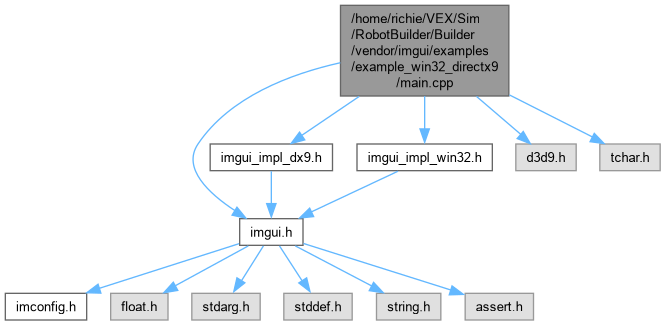 /home/richie/VEX/Sim
/RobotBuilder/Builder
/vendor/imgui/examples
/example_win32_directx9
/main.cpp
imgui_impl_dx9.h
imgui_impl_win32.h
d3d9.h
tchar.h
imgui.h
imconfig.h
float.h
stdarg.h
stddef.h
string.h
assert.h